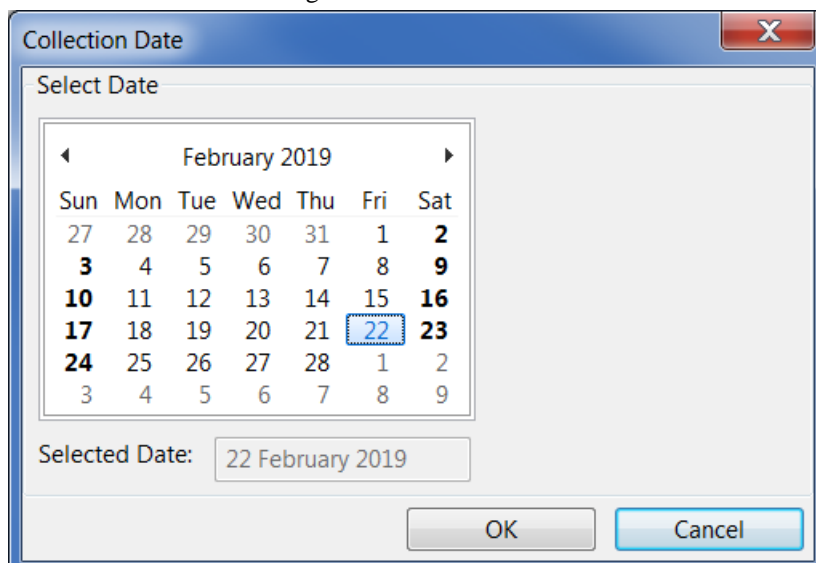 Collection Date
X
Select Date
February 2019
Sun Mon Tue Wed Thu Fri Sat
27 28 29 30 31 1 2
3 4 5 6 7 8 9
10 11 12 13 14 15 16
17 18 19 20 21 22 23
24 25 26 27 28 1 2
3 4 5 6 7 8 9
Selected Date: 22 February 2019
OK Cancel